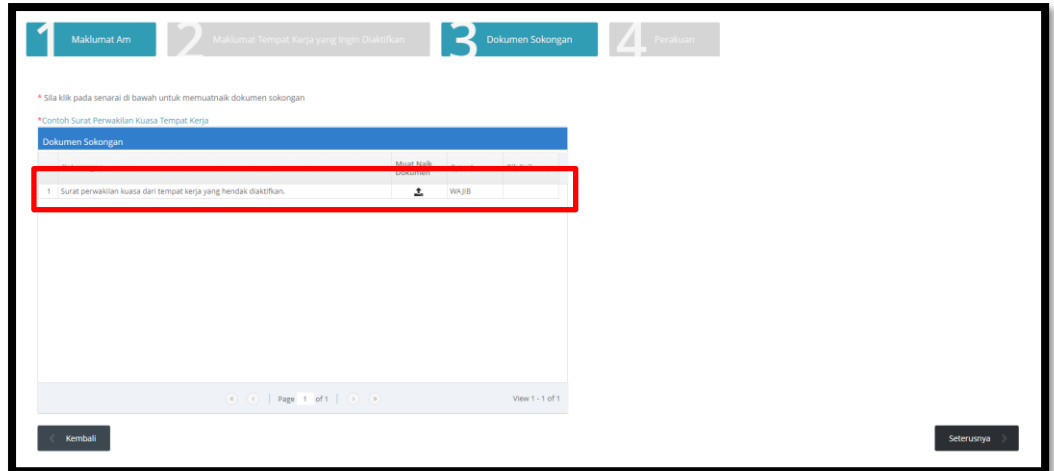 1 Maklumat Am 2 Maklumat Tempat Kerja yang Ingin Diaktifkan 3 Dokumen Sokongan 4 Perakuan
* Sila klik pada senarai di bawah untuk memuatnaik dokumen sokongan
*Contoh Surat Perwakilan Kuasa Tempat Kerja
Dokumen Sokongan
Muat Naik
Dokumen
1 Surat perwakilan kuasa dari tempat kerja yang hendak diaktifkan. WAJIB
Page 1 of 1 View 1 - 1 of 1
Kembali Seterusnya